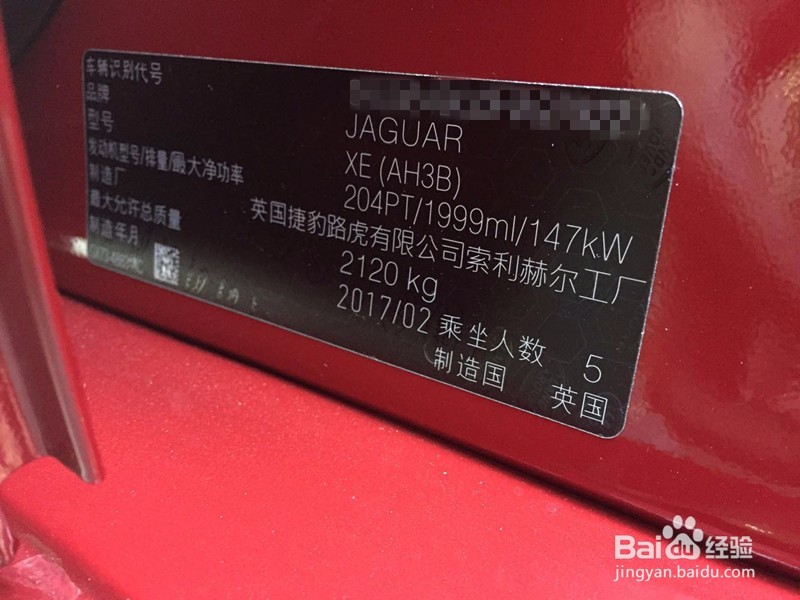 车辆识别代号
品牌 JAGUAR
型号 XE (AH3B)
发动机型号/排量/最大净功率 204PT/1999ml/147kW
制造厂 英国捷豹路虎有限公司索利赫尔工厂
最大允许总质量 2120 kg
制造年月 2017/02 乘坐人数 5
制造国 英国
Baidu 经验
jingyan.baidu.com